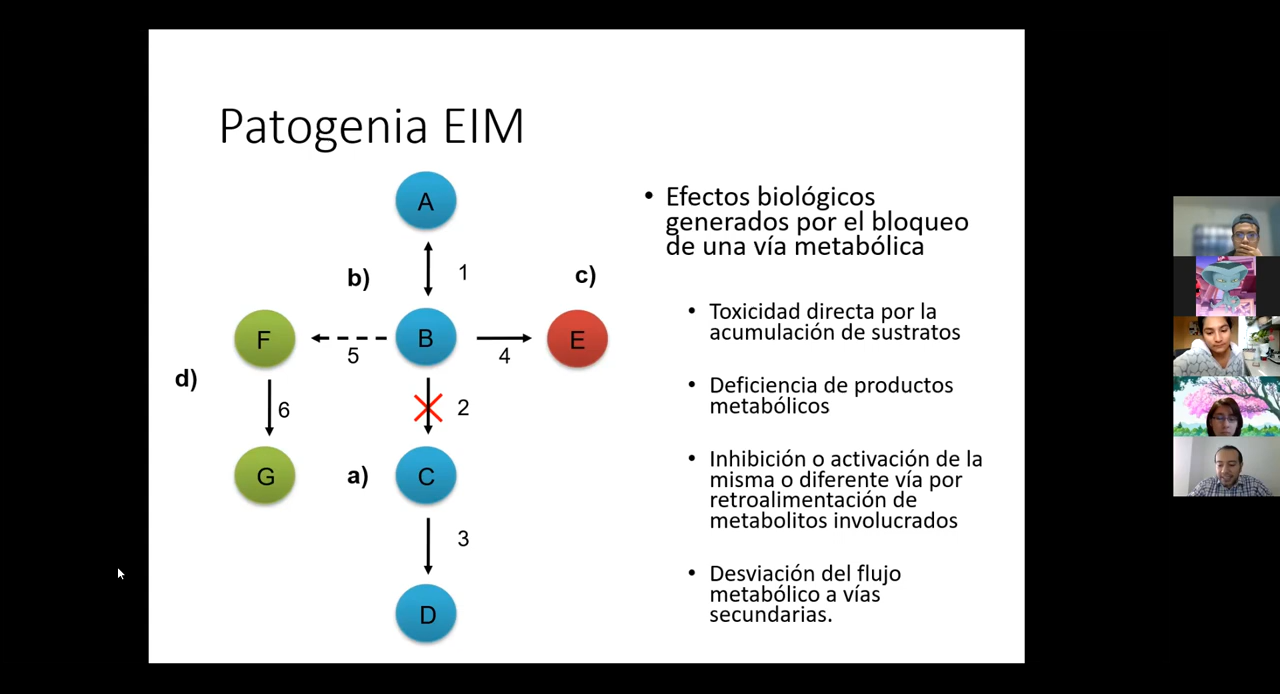 Patogenia EIM
A
b)
1
c)
F
5
B
4
E
d)
6
2
G
a)
C
3
D
• Efectos biológicos
generados por el bloqueo
de una vía metabólica
• Toxicidad directa por la
acumulación de sustratos
• Deficiencia de productos
metabólicos
• Inhibición o activación de la
misma o diferente vía por
retroalimentación de
metabolitos involucrados
• Desviación del flujo
metabólico a vías
secundarias.